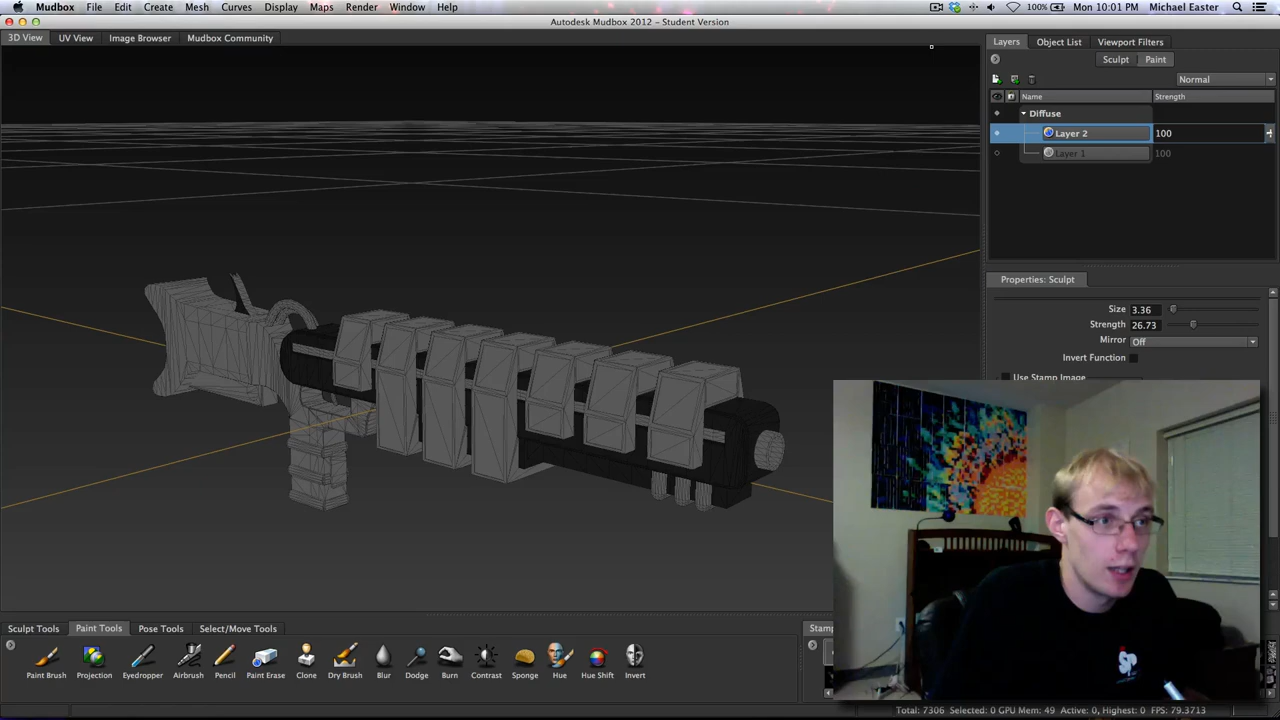 Mudbox File Edit Create Mesh Curves Display Maps Render Window Help 100% Mon 10:01 PM Michael Easter
Autodesk Mudbox 2012 - Student Version
3D View UV View Image Browser Mudbox Community
Layers Object List Viewport Filters
Sculpt Paint
Normal
Name Strength
Diffuse
Layer 2 100
Layer 1 100
Properties: Sculpt
Size 3.36
Strength 26.73
Mirror Off
Invert Function
Use Stamp Image
Sculpt Tools Paint Tools Pose Tools Select/Move Tools
Stamp
Paint Brush Projection Eyedropper Airbrush Pencil Paint Erase Clone Dry Brush Blur Dodge Burn Contrast Sponge Hue Hue Shift Invert
SP
Total: 7306 Selected: 0 GPU Mem: 49 Active: 0, Highest: 0 FPS: 79.3713